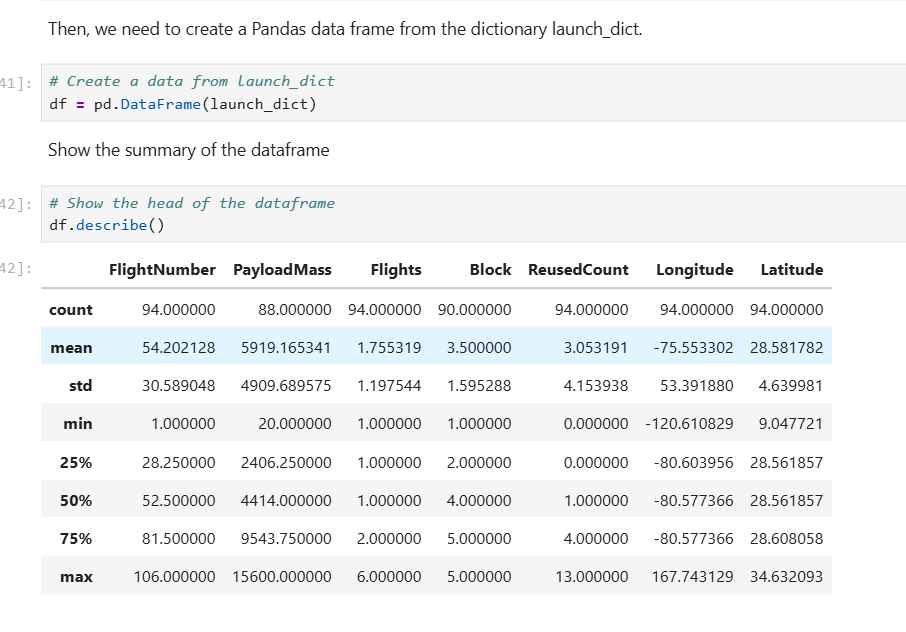 Then, we need to create a Pandas data frame from the dictionary launch_dict.
41]: # Create a data from launch_dict
df = pd.DataFrame(launch_dict)
Show the summary of the dataframe
42]: # Show the head of the dataframe
df.describe()
42]: FlightNumber PayloadMass Flights Block ReusedCount Longitude Latitude
count 94.000000 88.000000 94.000000 90.000000 94.000000 94.000000 94.000000
mean 54.202128 5919.165341 1.755319 3.500000 3.053191 -75.553302 28.581782
std 30.589048 4909.689575 1.197544 1.595288 4.153938 53.391880 4.639981
min 1.000000 20.000000 1.000000 1.000000 0.000000 -120.610829 9.047721
25% 28.250000 2406.250000 1.000000 2.000000 0.000000 -80.603956 28.561857
50% 52.500000 4414.000000 1.000000 4.000000 1.000000 -80.577366 28.561857
75% 81.500000 9543.750000 2.000000 5.000000 4.000000 -80.577366 28.608058
max 106.000000 15600.000000 6.000000 5.000000 13.000000 167.743129 34.632093